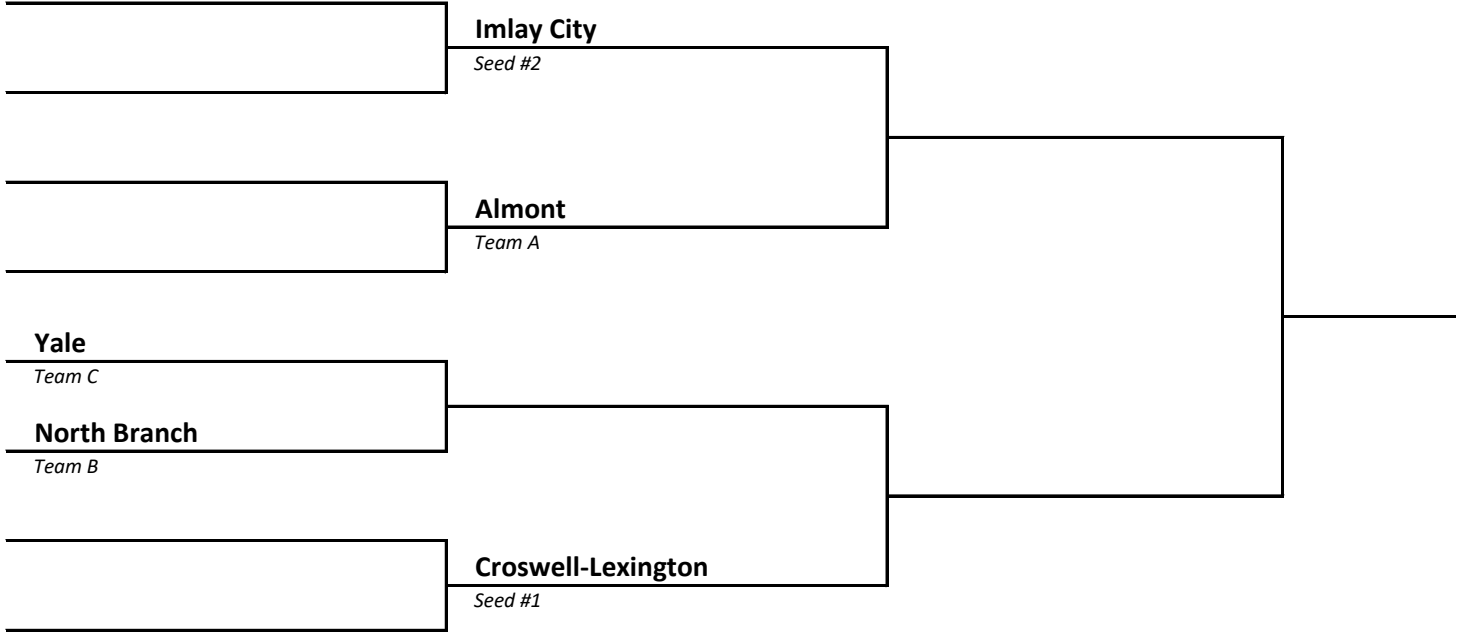 Imlay City
Seed #2
Almont
Team A
Yale
Team C
North Branch
Team B
Croswell-Lexington
Seed #1